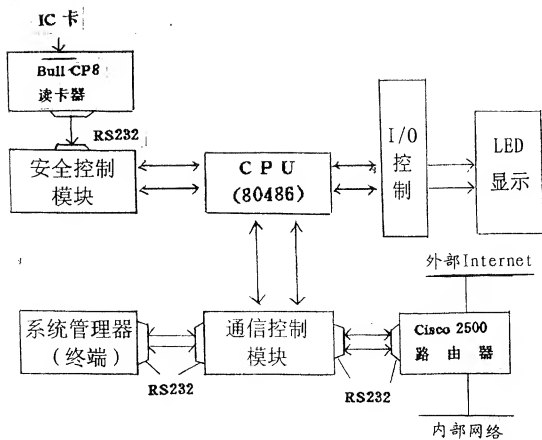 IC 卡
Bull CP8
读卡器
RS232
安全控制
模块
CPU
(80486)
I/O
控
制
LED
显示
外部Internet
系统管理器
(终端)
通信控制
模块
Cisco 2500
路由器
RS232
RS232
内部网络